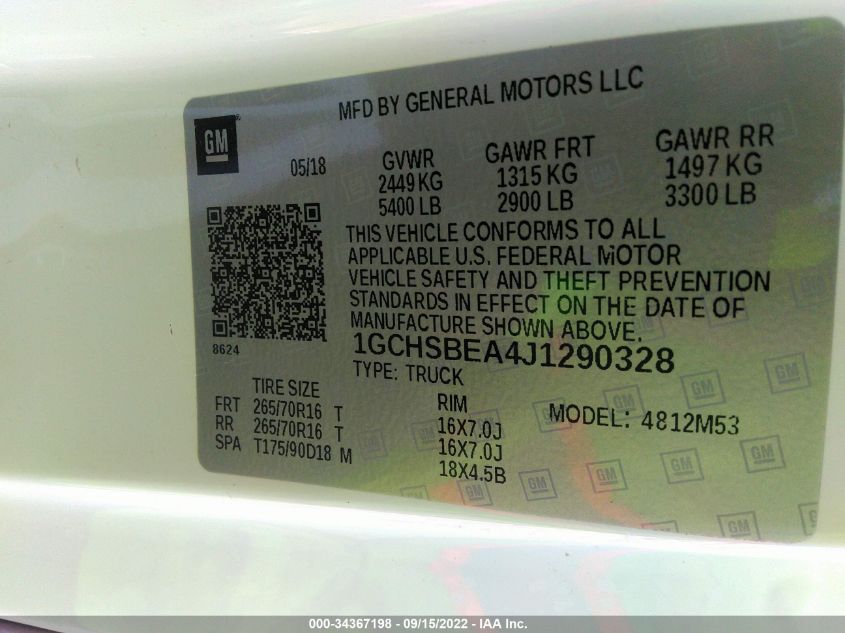 MFD BY GENERAL MOTORS LLC
GM
05/18
GVWR GAWR FRT GAWR RR
2449 KG 1315 KG 1497 KG
5400 LB 2900 LB 3300 LB
THIS VEHICLE CONFORMS TO ALL
APPLICABLE U.S. FEDERAL MOTOR
VEHICLE SAFETY AND THEFT PREVENTION
STANDARDS IN EFFECT ON THE DATE OF
MANUFACTURE SHOWN ABOVE.
8624
1GCHSBEA4J1290328
TYPE: TRUCK
TIRE SIZE RIM MODEL: 4812M53
FRT 265/70R16 T 16X7.0J
RR 265/70R16 T 16X7.0J
SPA T175/90D18 M 18X4.5B
000-34367198 - 09/15/2022 - IAA Inc.